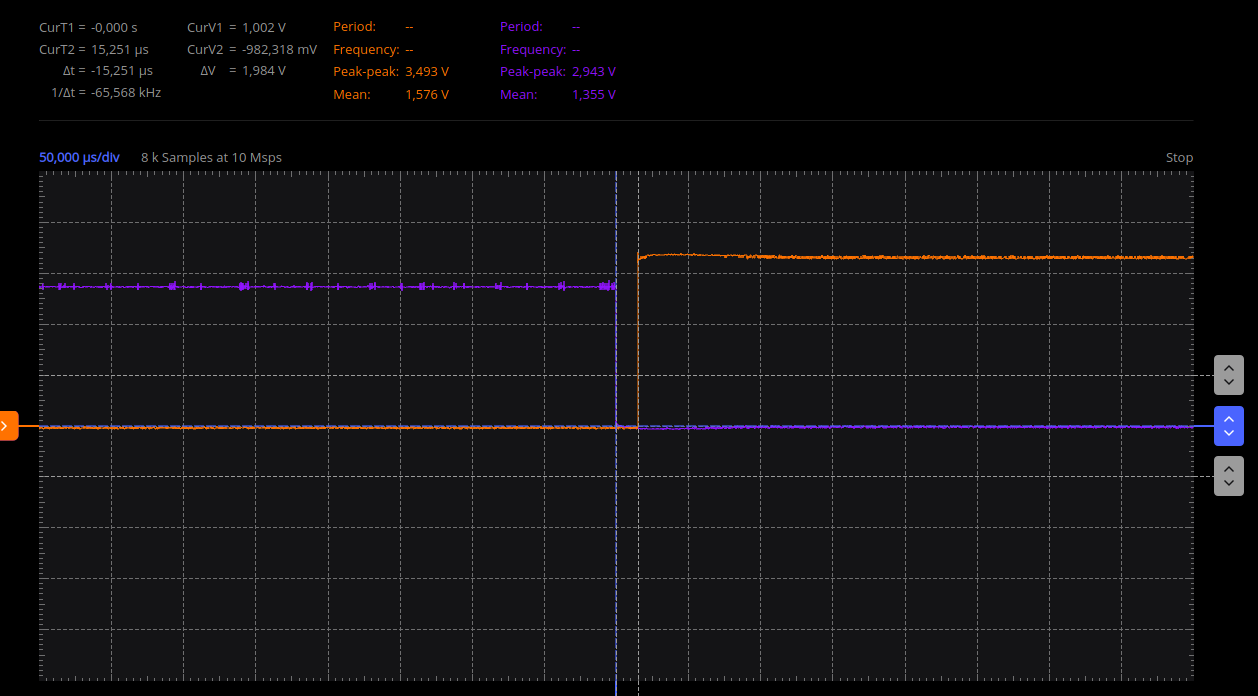 CurT1 = -0,000 s CurV1 = 1,002 V Period: -- Period: --
CurT2 = 15,251 µs CurV2 = -982,318 mV Frequency: -- Frequency: --
Δt = -15,251 µs ΔV = 1,984 V Peak-peak: 3,493 V Peak-peak: 2,943 V
1/Δt = -65,568 kHz Mean: 1,576 V Mean: 1,355 V
50,000 µs/div 8 k Samples at 10 Msps Stop